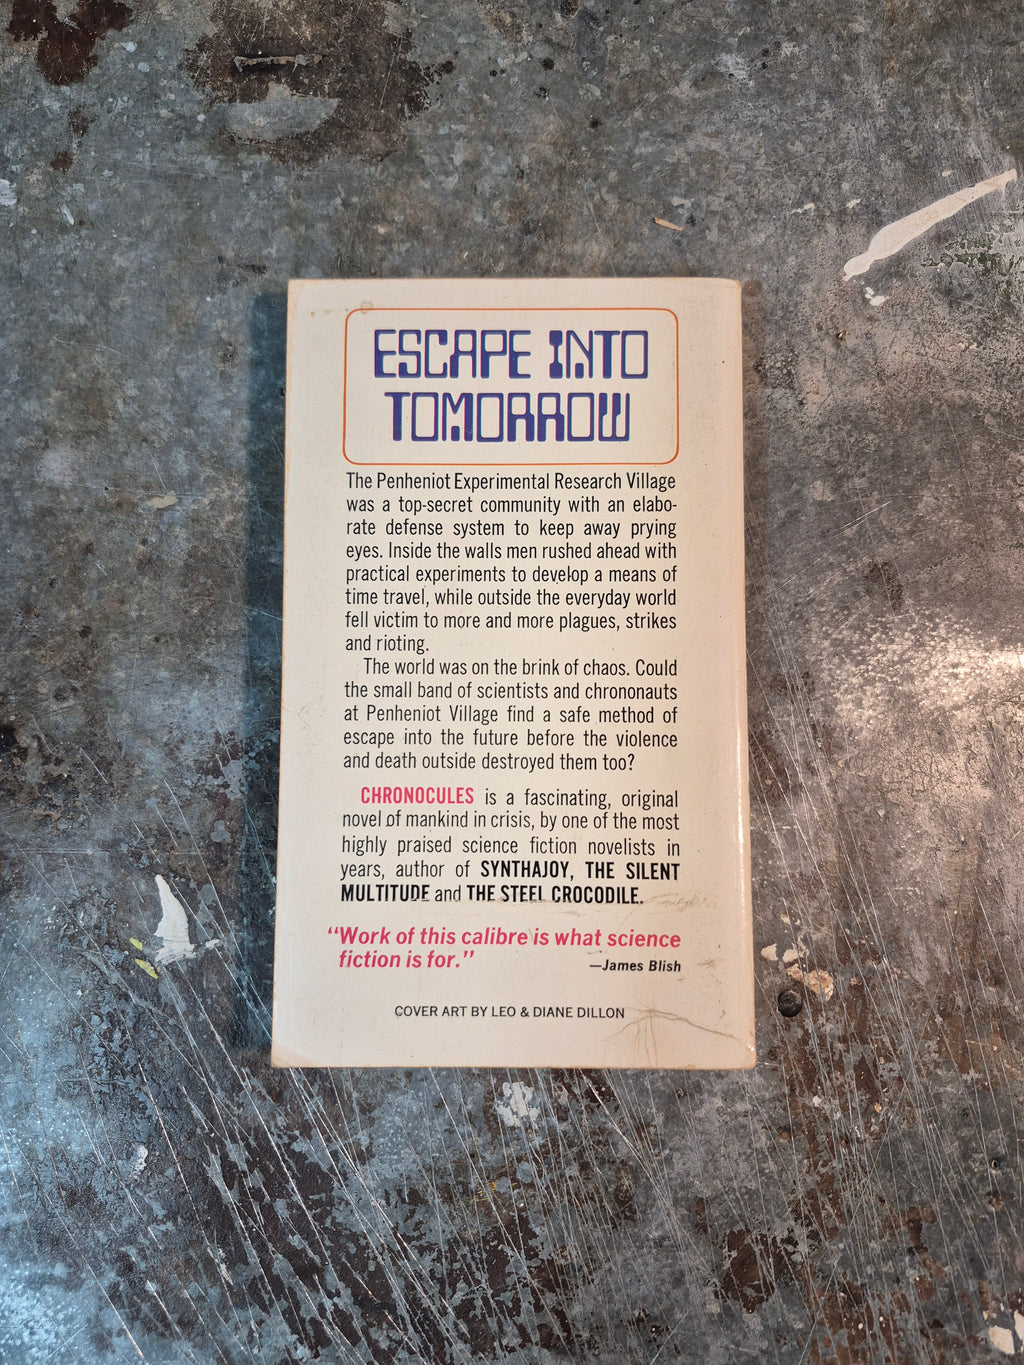 ESCAPE INTO
TOMORROW
The Penheniot Experimental Research Village
was a top-secret community with an elabo-
rate defense system to keep away prying
eyes. Inside the walls men rushed ahead with
practical experiments to develop a means of
time travel, while outside the everyday world
fell victim to more and more plagues, strikes
and rioting.
The world was on the brink of chaos. Could
the small band of scientists and chrononauts
at Penheniot Village find a safe method of
escape into the future before the violence
and death outside destroyed them too?
CHRONOCULES is a fascinating, original
novel of mankind in crisis, by one of the most
highly praised science fiction novelists in
years, author of SYNTHAJOY, THE SILENT
MULTITUDE and THE STEEL CROCODILE.
“Work of this calibre is what science
fiction is for.”
—James Blish
COVER ART BY LEO & DIANE DILLON